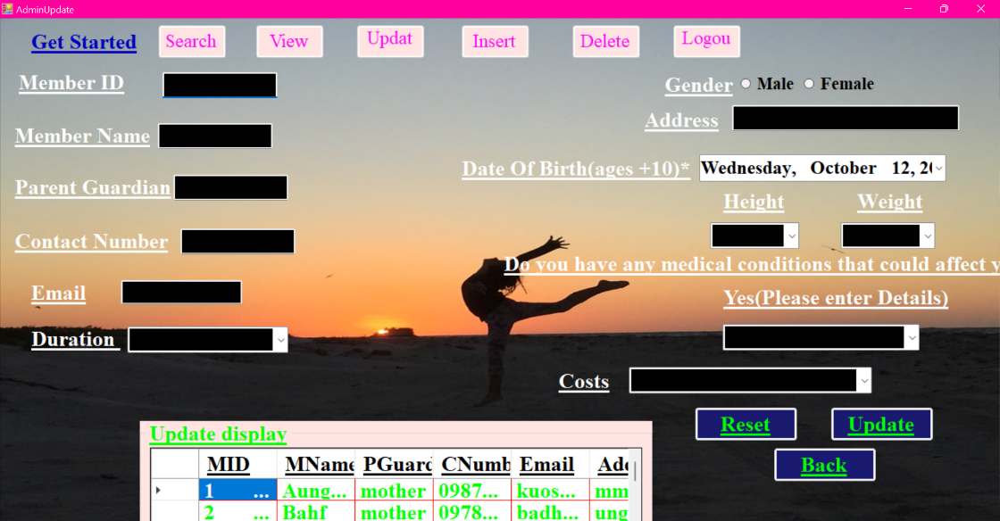 AdminUpdate
Get Started Search View Updat Insert Delete Logou
Member ID
Gender Male Female
Address
Member Name
Date Of Birth(ages +10)* Wednesday, October 12, 20
Parent Guardian
Height Weight
Contact Number
Do you have any medical conditions that could affect y
Email
Yes(Please enter Details)
Duration
Costs
Reset Update
Back
Update display
MID MName PGuard CNumb Email Add
1 ... Aung... mother 0987... kuos... mm
2 ... Bahf mother 0978... badh... ung